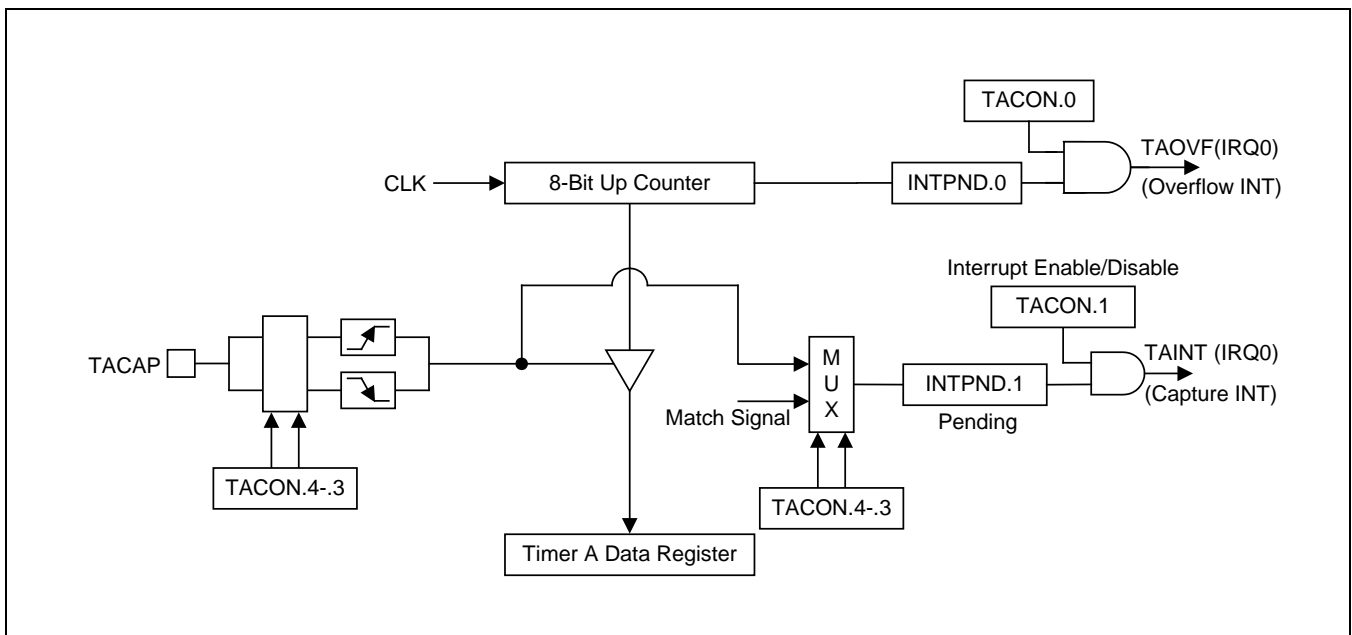 TACON.0
TAOVF(IRQ0)
(Overflow INT)
CLK
8-Bit Up Counter
INTPND.0
Interrupt Enable/Disable
TACON.1
TACAP
M
U
X
INTPND.1
TAINT (IRQ0)
(Capture INT)
Match Signal
Pending
TACON.4-.3
TACON.4-.3
Timer A Data Register